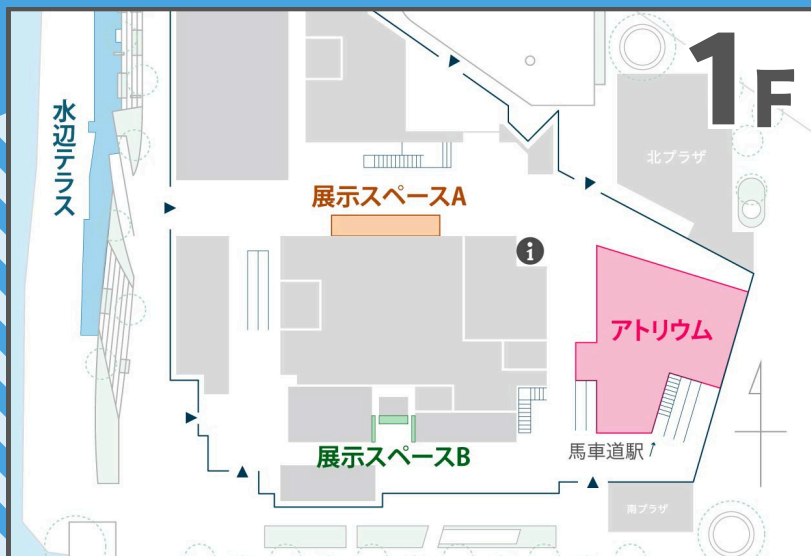 1F
水辺テラス
北プラザ
展示スペースA
i
アトリウム
展示スペースB
馬車道駅↑
南プラザ